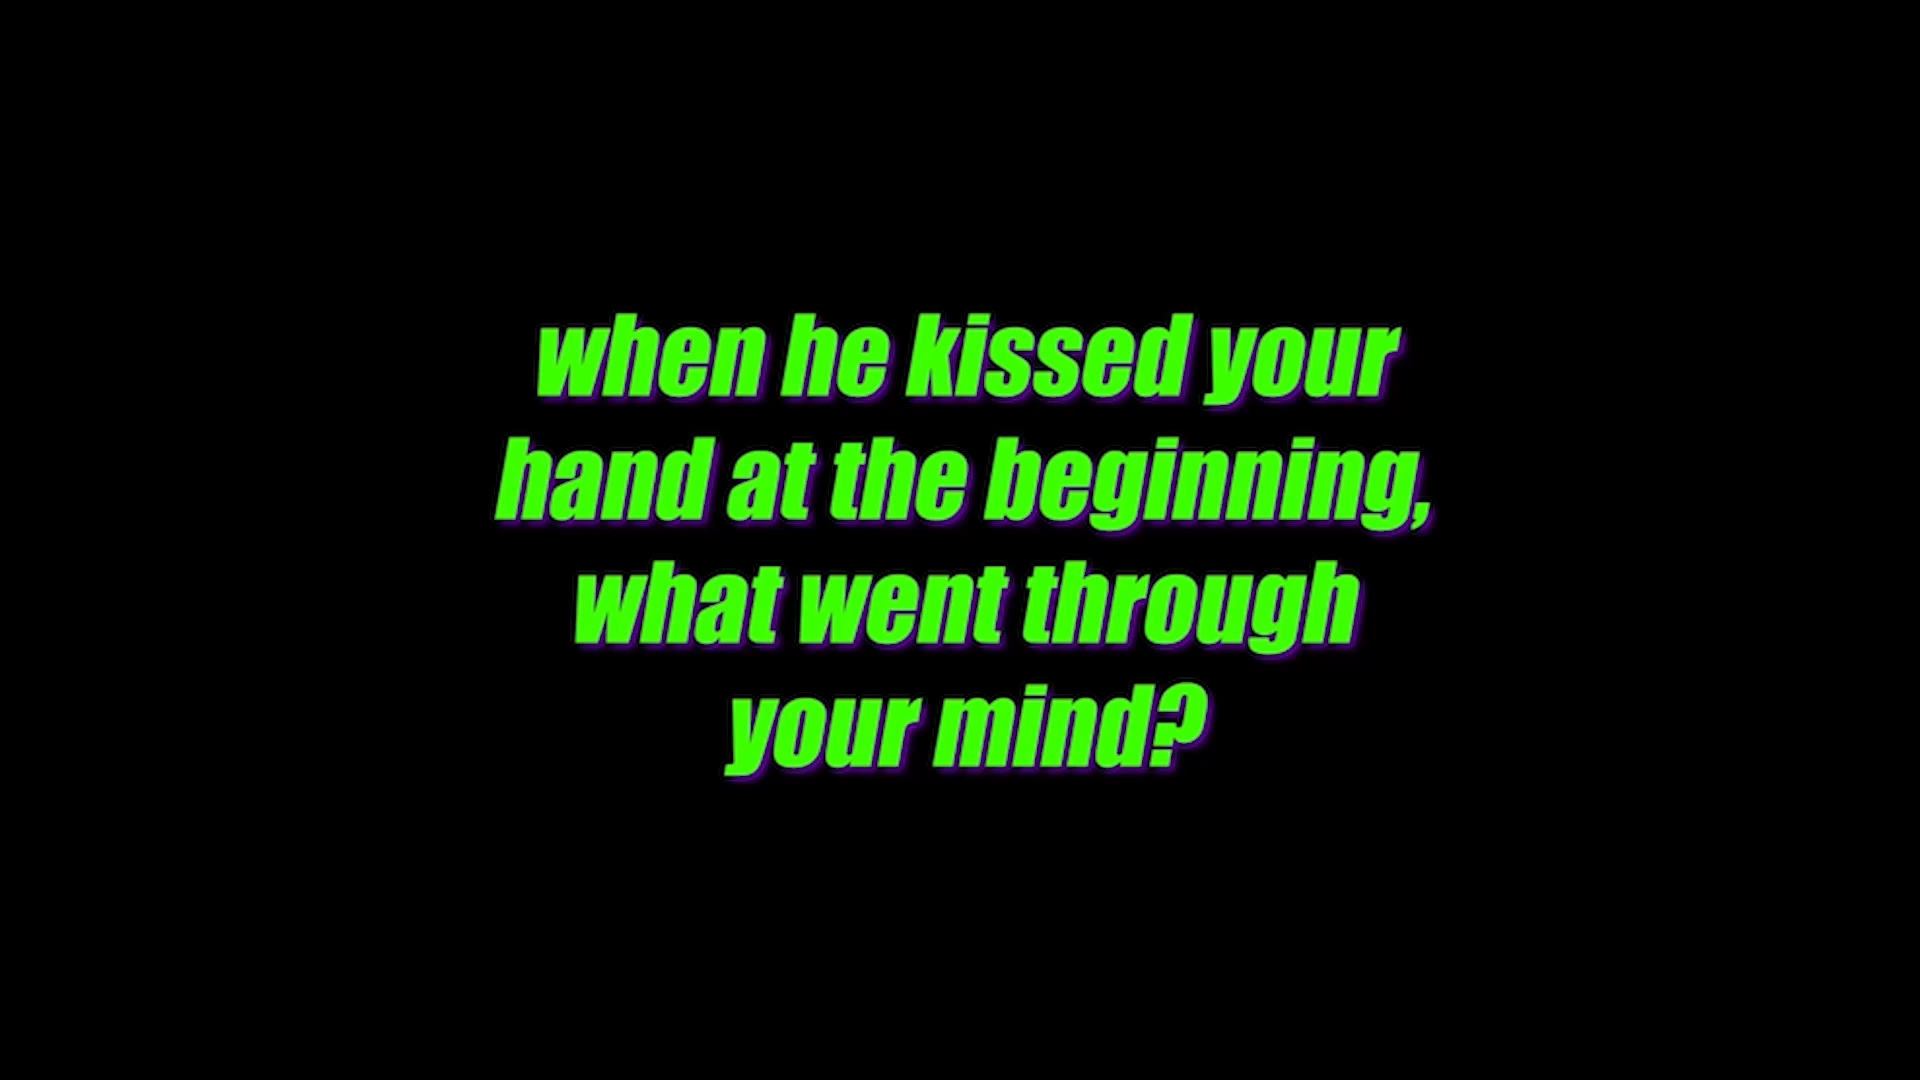 when he kissed your
hand at the beginning,
what went through
your mind?